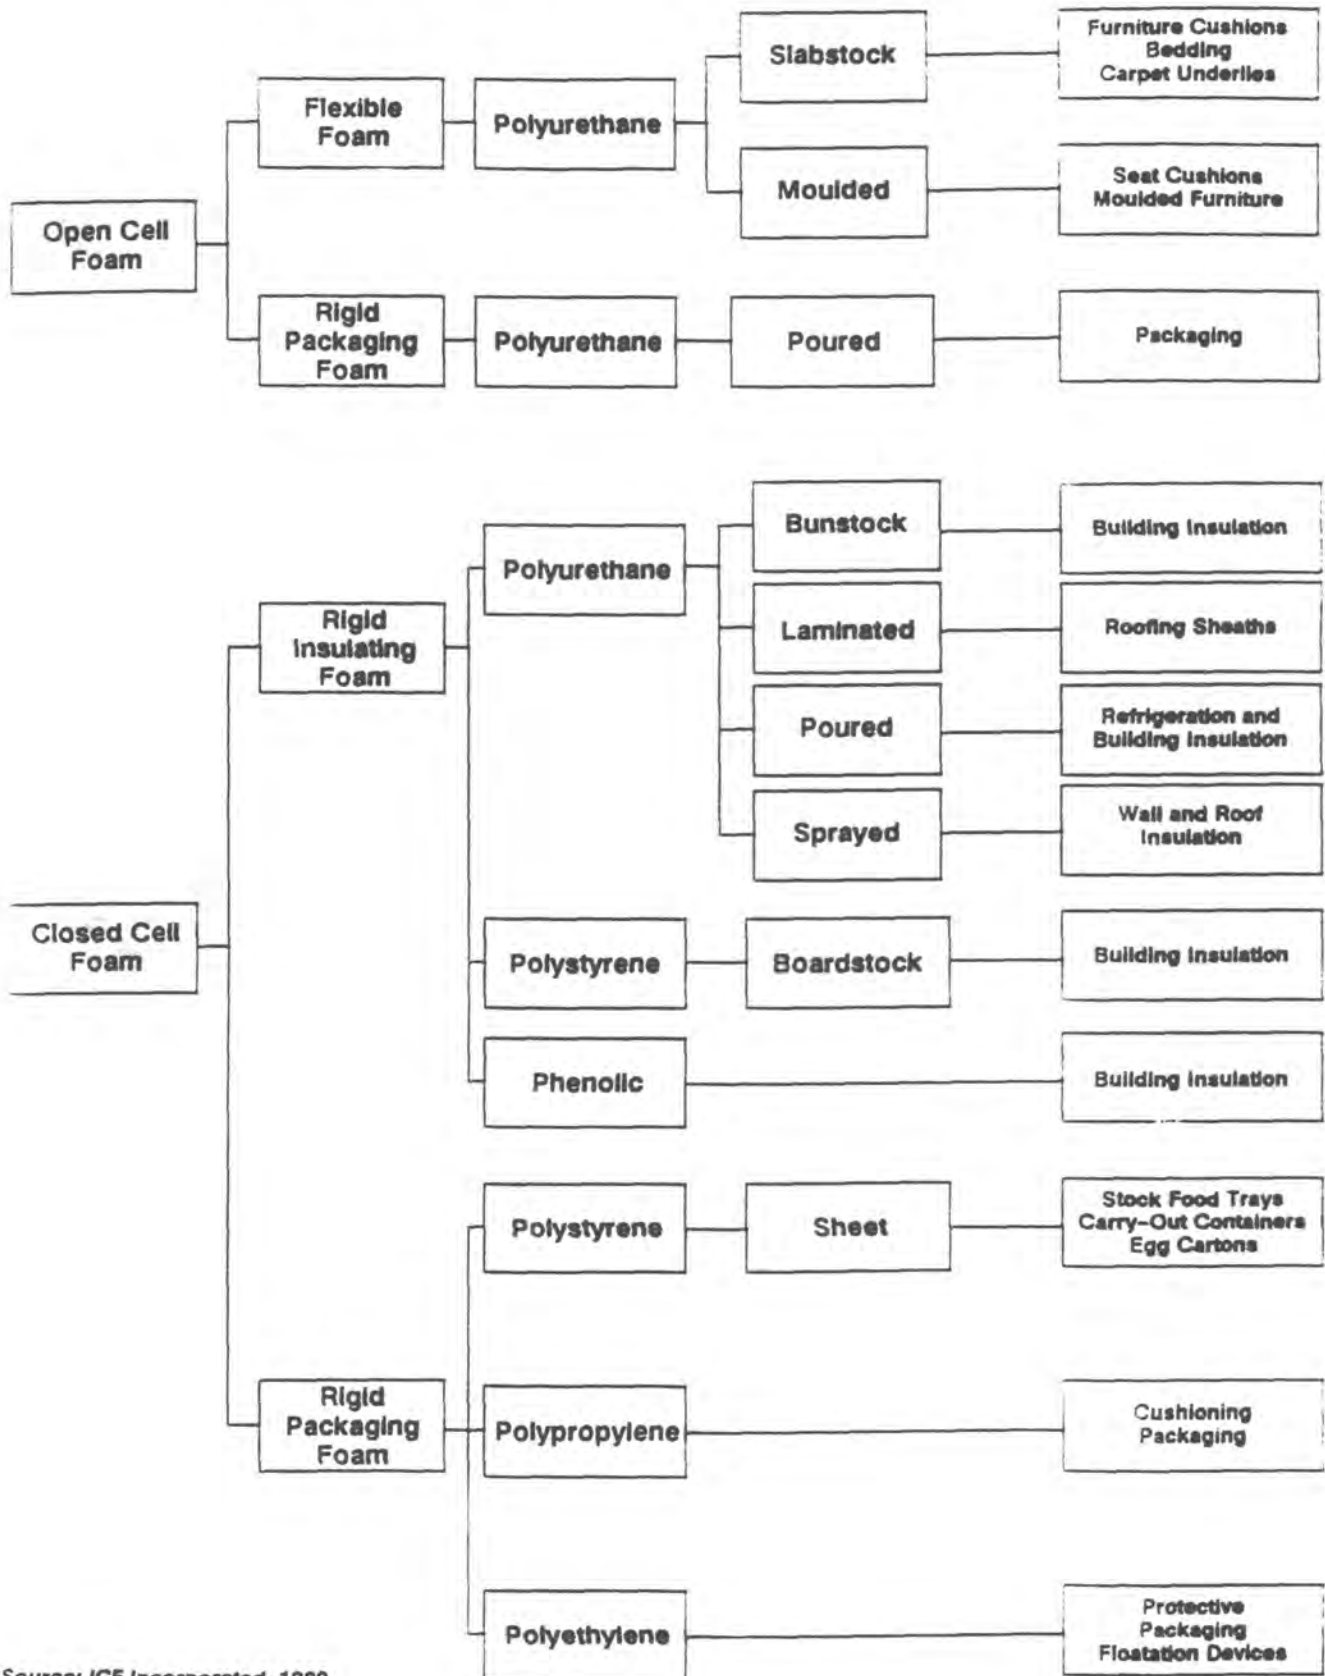 Open Cell
Foam
Flexible
Foam
Polyurethane
Slabstock
Furniture Cushions
Bedding
Carpet Underlies
Moulded
Seat Cushions
Moulded Furniture
Rigid
Packaging
Foam
Polyurethane
Poured
Packaging
Closed Cell
Foam
Rigid
Insulating
Foam
Polyurethane
Bunstock
Building Insulation
Laminated
Roofing Sheaths
Poured
Refrigeration and
Building Insulation
Sprayed
Wall and Roof
Insulation
Polystyrene
Boardstock
Building Insulation
Phenolic
Building Insulation
Rigid
Packaging
Foam
Polystyrene
Sheet
Stock Food Trays
Carry-Out Containers
Egg Cartons
Polypropylene
Cushioning
Packaging
Polyethylene
Protective
Packaging
Floatation Devices
Source: Incorporated